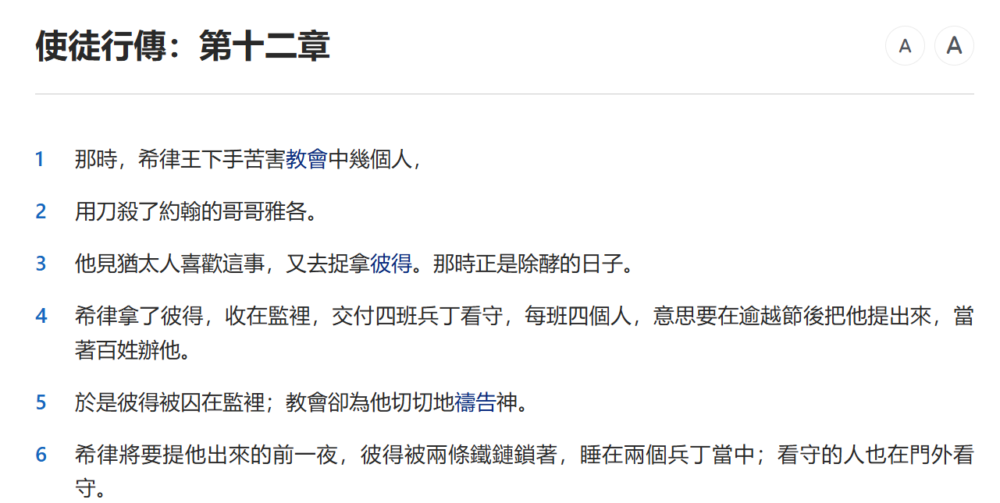 使徒行傳：第十二章
A A
1 那時，希律王下手苦害教會中幾個人，
2 用刀殺了約翰的哥哥雅各。
3 他見猶太人喜歡這事，又去捉拿彼得。那時正是除酵的日子。
4 希律拿了彼得，收在監裡，交付四班兵丁看守，每班四個人，意思要在逾越節後把他提出來，當
著百姓辦他。
5 於是彼得被囚在監裡；教會卻為他切切地禱告神。
6 希律將要提他出來的前一夜，彼得被兩條鐵鏈鎖著，睡在兩個兵丁當中；看守的人也在門外看
守。